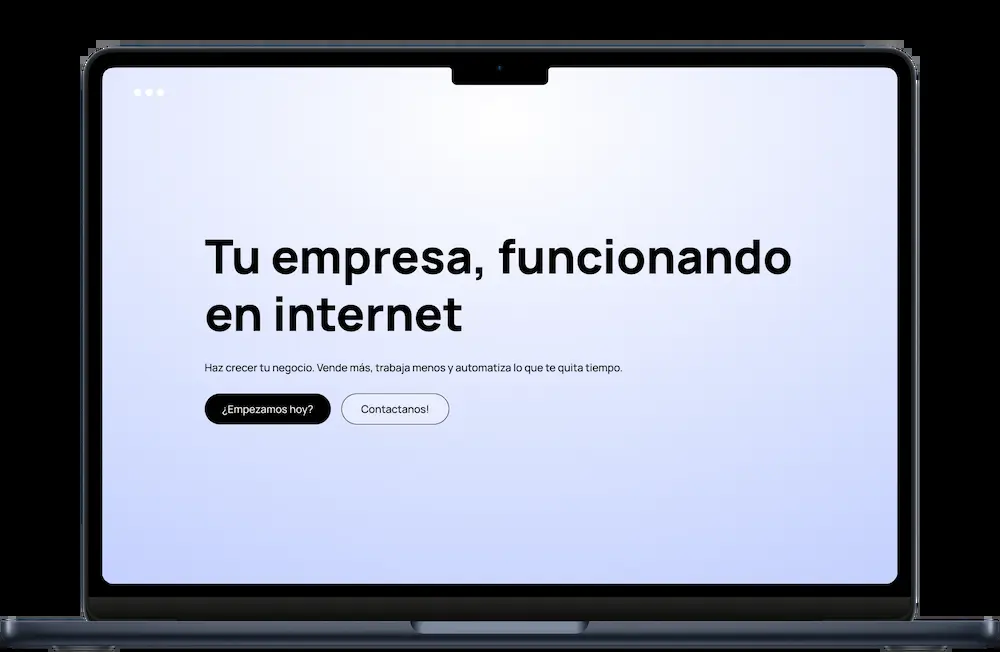 Tu empresa, funcionando
en internet
Haz crecer tu negocio. Vende más, trabaja menos y automatiza lo que te quita tiempo.
¿Empezamos hoy?
Contactanos!